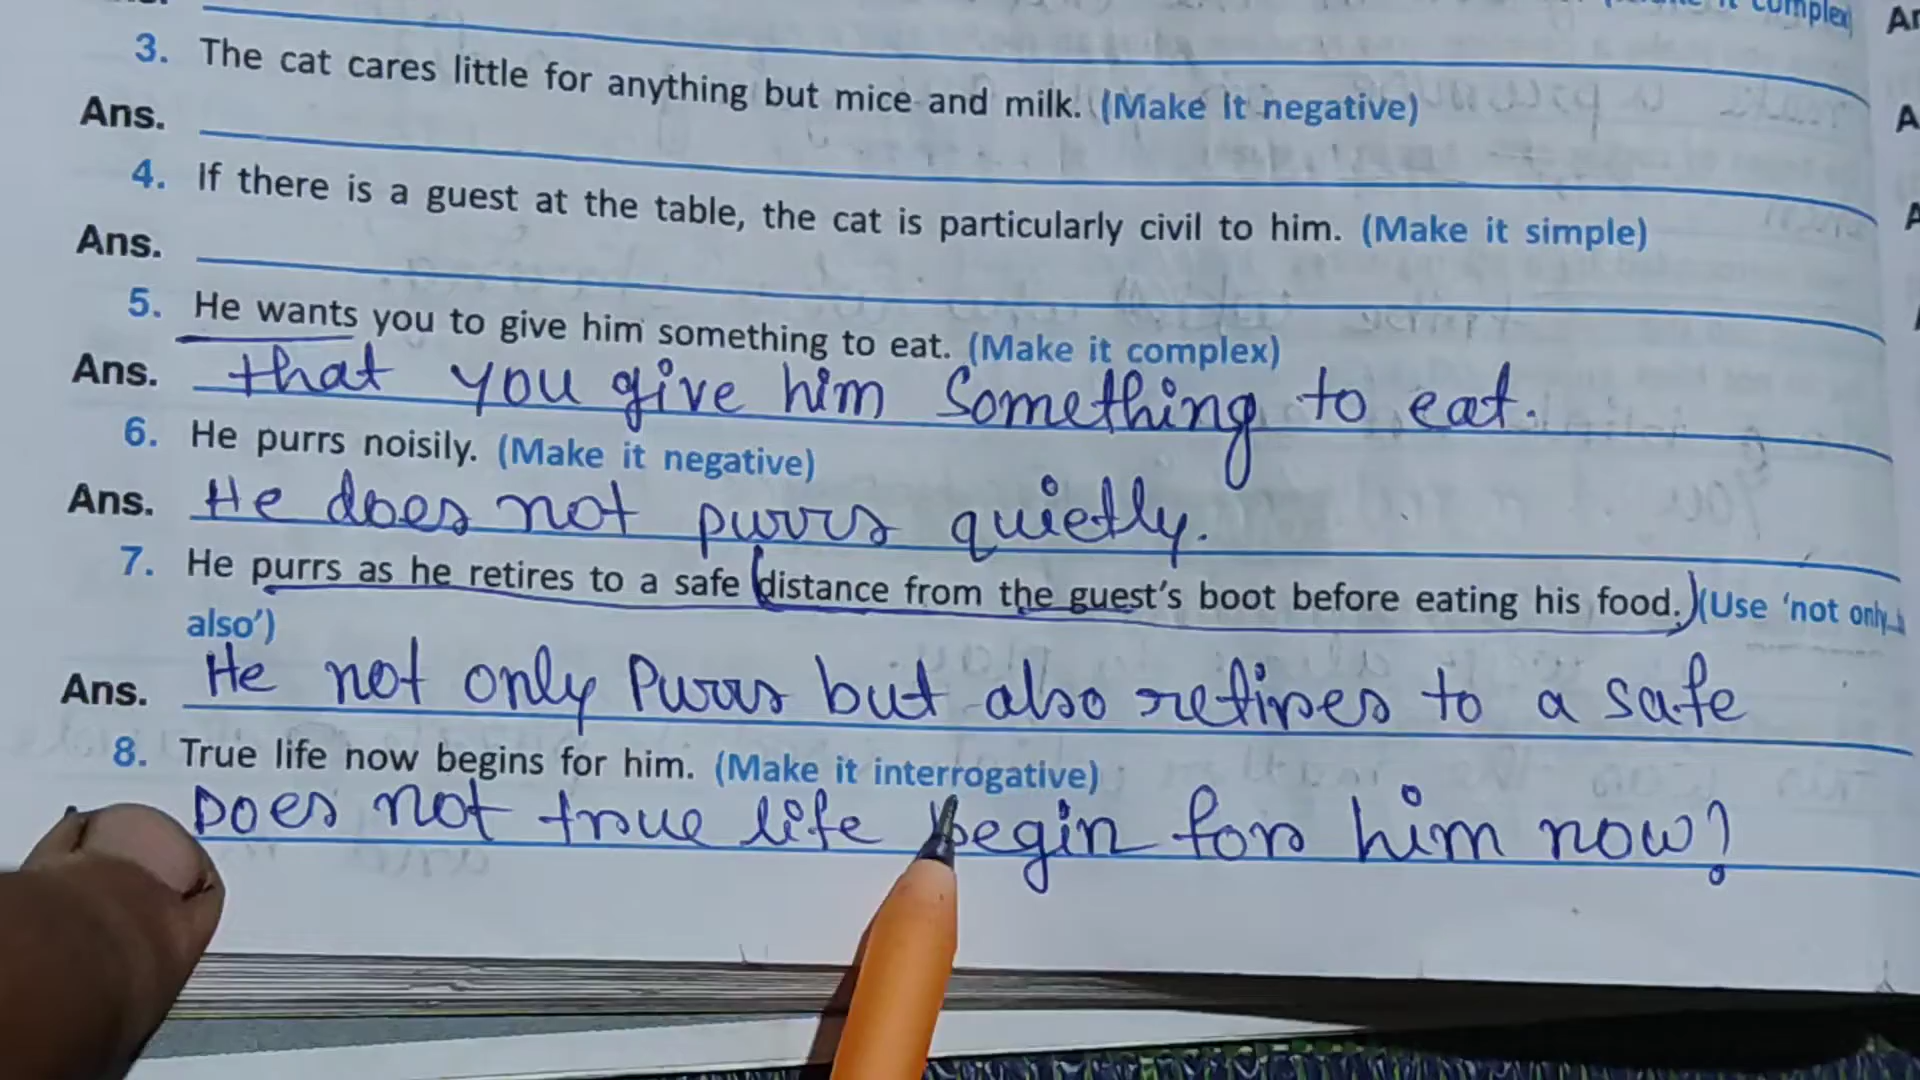 complex
3. The cat cares little for anything but mice and milk. (Make it negative)
Ans.
4. If there is a guest at the table, the cat is particularly civil to him. (Make it simple)
Ans.
5. He wants you to give him something to eat. (Make it complex)
Ans. that you give him Something to eat.
6. He purrs noisily. (Make it negative)
Ans. He does not purrs quietly.
7. He purrs as he retires to a safe distance from the guest's boot before eating his food. (Use 'not only
also')
Ans. He not only Purrs but also retires to a safe
8. True life now begins for him. (Make it interrogative)
Does not true life begin for him now?